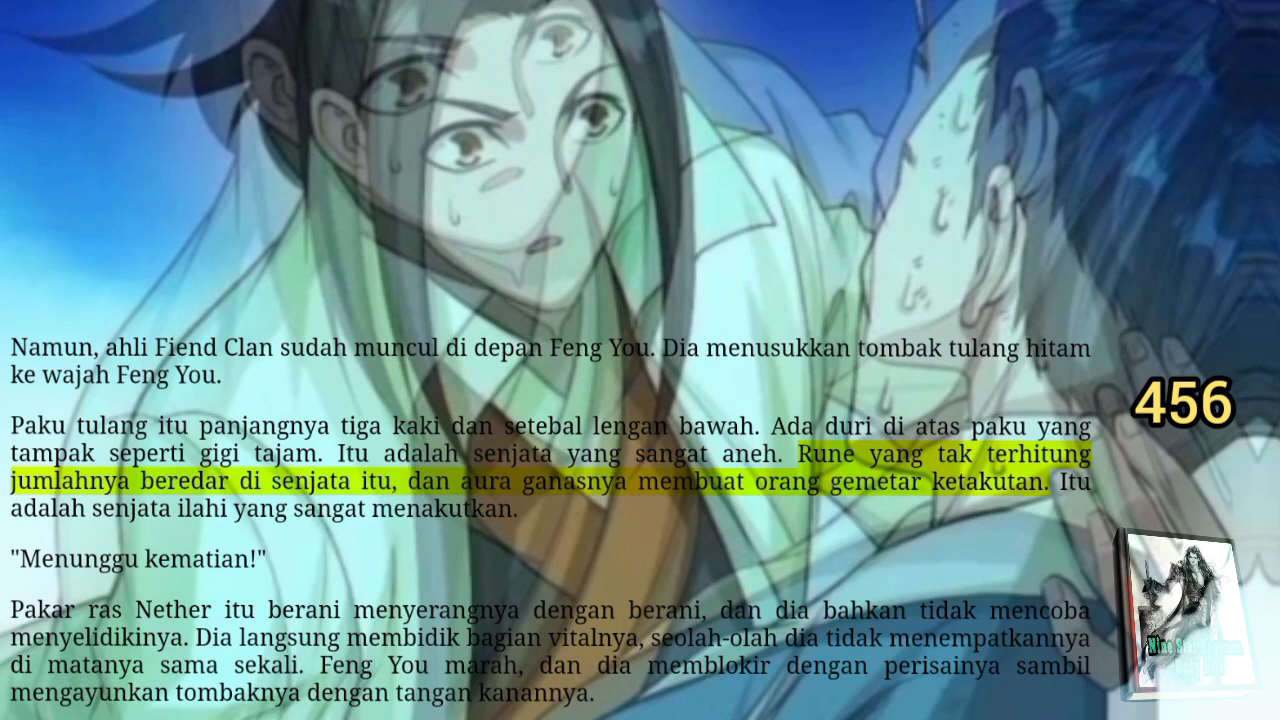 Namun, ahli Fiend Clan sudah muncul di depan Feng You. Dia menusukkan tombak tulang hitam
ke wajah Feng You.
Paku tulang itu panjangnya tiga kaki dan setebal lengan bawah. Ada duri di atas paku yang
tampak seperti gigi tajam. Itu adalah senjata yang sangat aneh. Rune yang tak terhitung
jumlahnya beredar di senjata itu, dan aura ganasnya membuat orang gemetar ketakutan. Itu
adalah senjata ilahi yang sangat menakutkan.
"Menunggu kematian!"
Pakar ras Nether itu berani menyerangnya dengan berani, dan dia bahkan tidak mencoba
menyelidikinya. Dia langsung membidik bagian vitalnya, seolah-olah dia tidak menempatkannya
di matanya sama sekali. Feng You marah, dan dia memblokir dengan perisainya sambil
mengayunkan tombaknya dengan tangan kanannya.
456
Nine Star